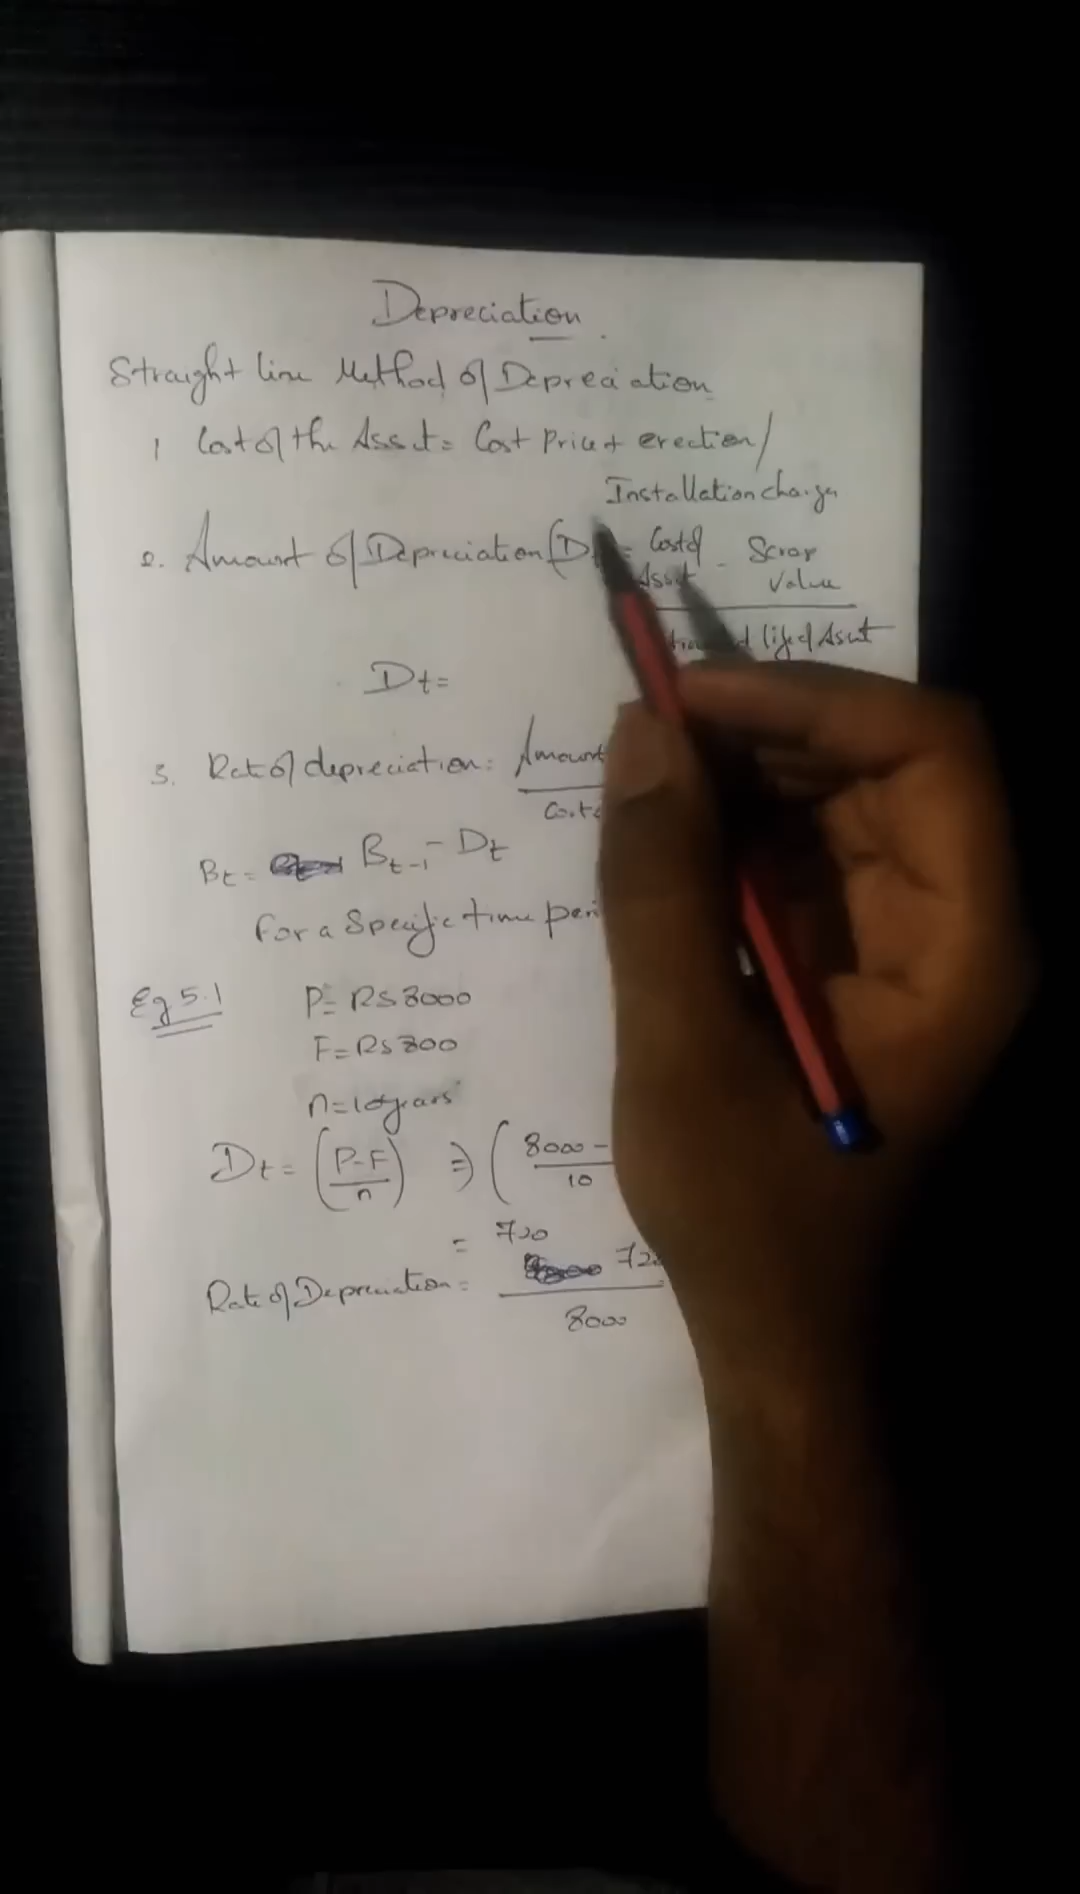 Depreciation
Straight line Method of Depreciation
1 Cost of the Asset = Cost Price + erection/
Installation charges
2. Amount of Depreciation (D = Cost of Asset - Scrap Value
life of Asset
Dt =
3. Rate of depreciation = Amount
Cost
Bt = Bt-1 - Dt
For a Specific time
Eg 5.1 P = RS 8000
F = RS 800
n = 10 years
Dt = (P-F/n) ⇒ (8000 - /10
= 720
Rate of Depreciation = 72 / 8000